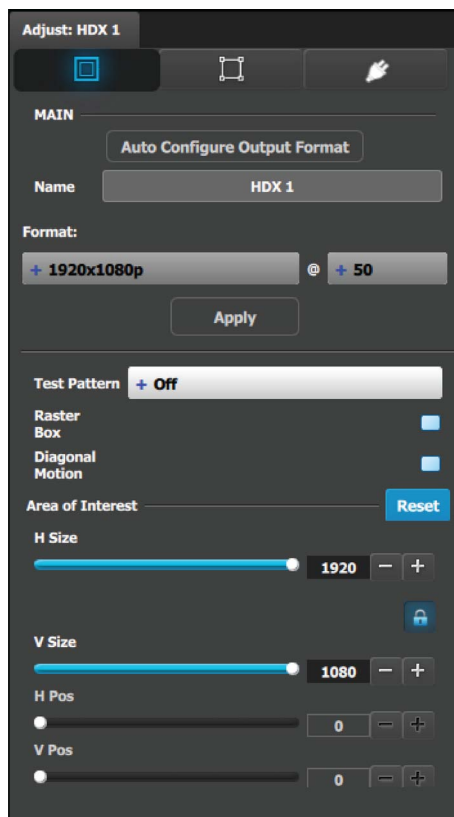 Adjust: HDX 1
MAIN
Auto Configure Output Format
Name HDX 1
Format:
+ 1920x1080p @ + 50
Apply
Test Pattern + Off
Raster
Box
Diagonal
Motion
Area of Interest Reset
H Size
1920 − +
V Size
1080 − +
H Pos
0 − +
V Pos
0 − +